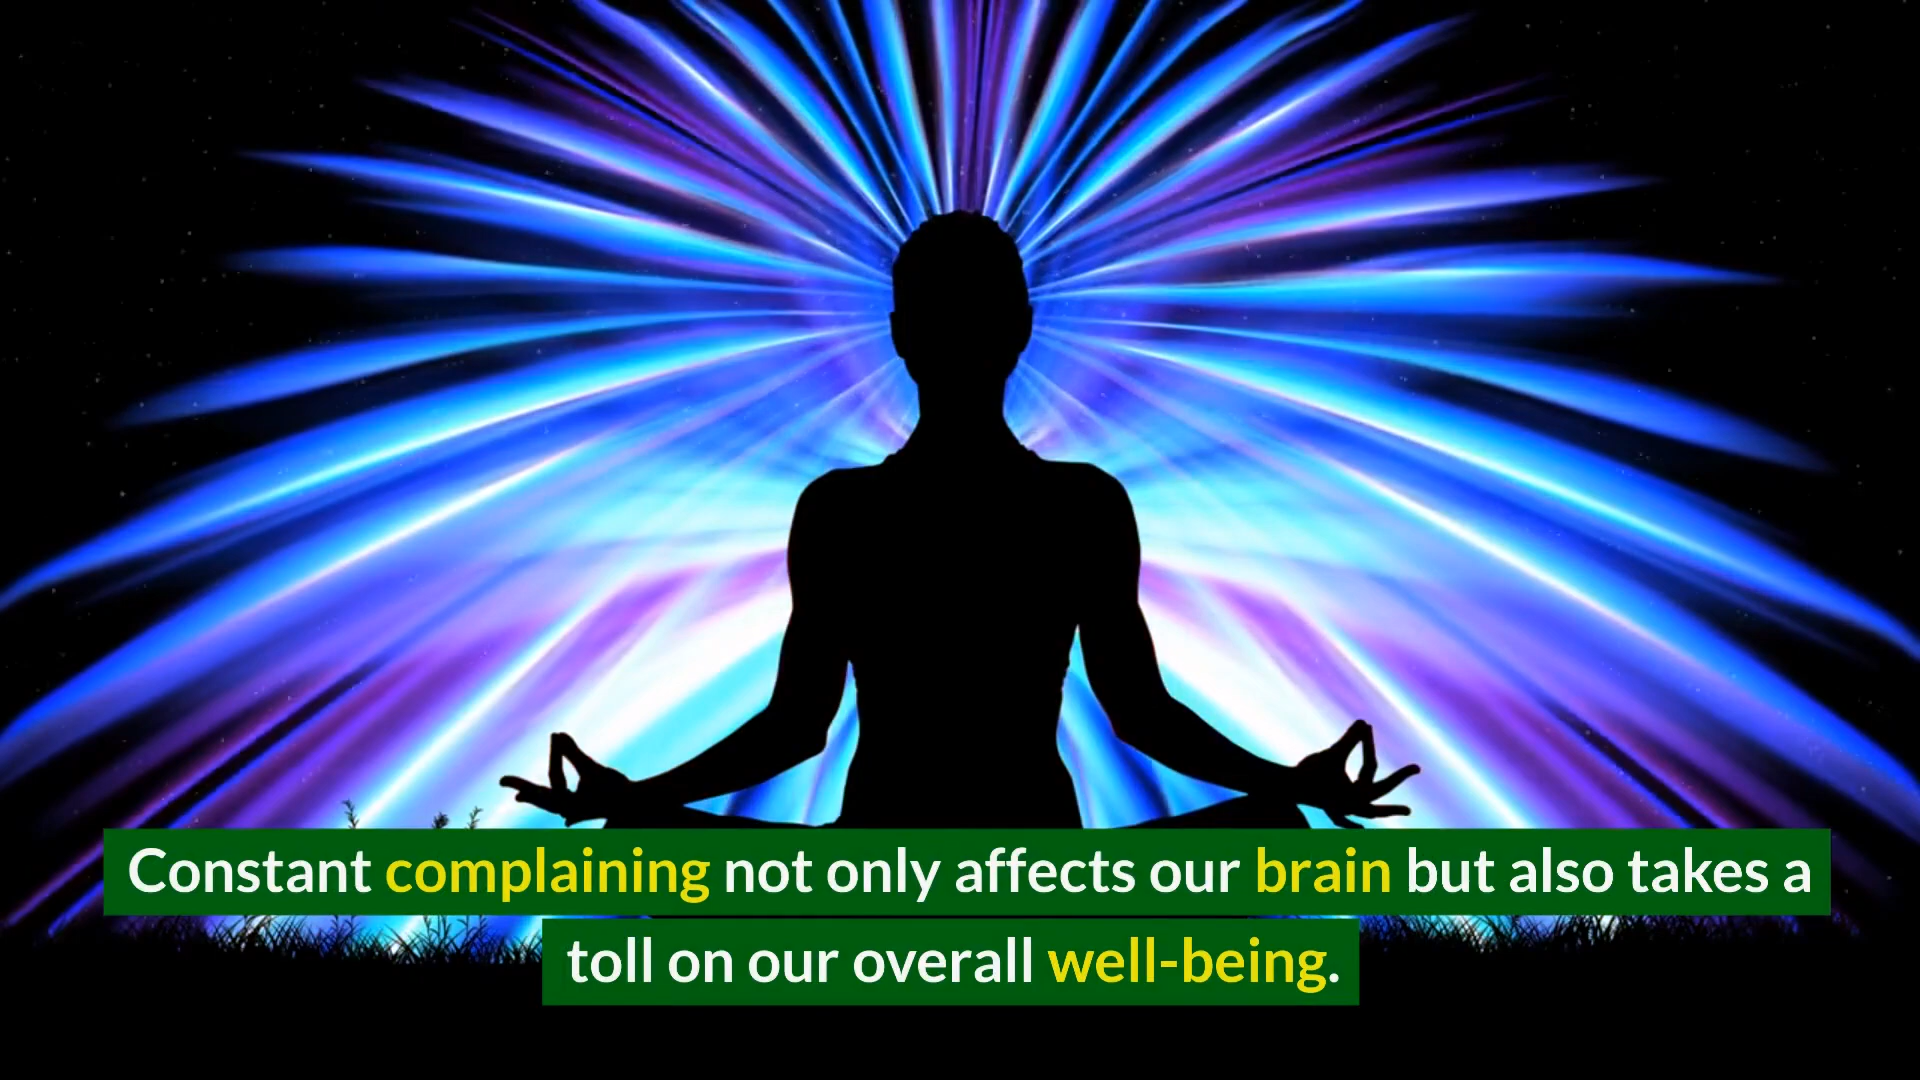 Constant complaining not only affects our brain but also takes a
toll on our overall well-being.